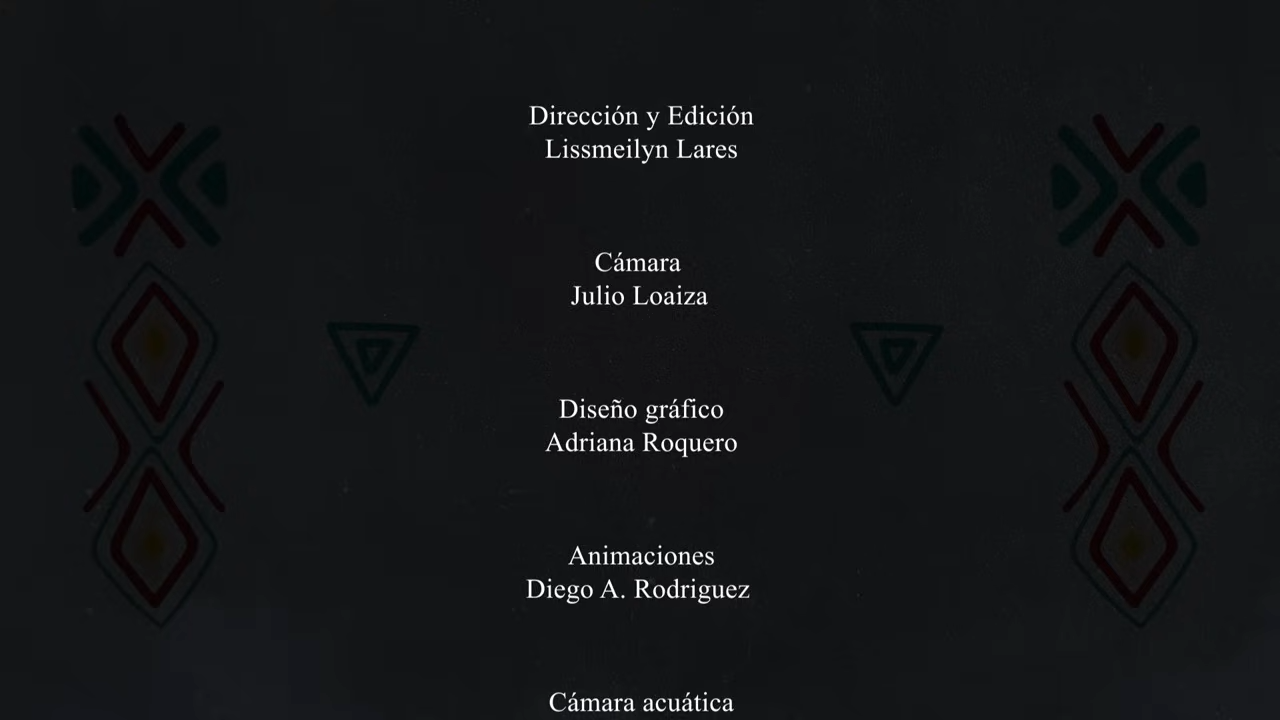 Dirección y Edición
Lissmeilyn Lares
Cámara
Julio Loaiza
Diseño gráfico
Adriana Roquero
Animaciones
Diego A. Rodriguez
Cámara acuática